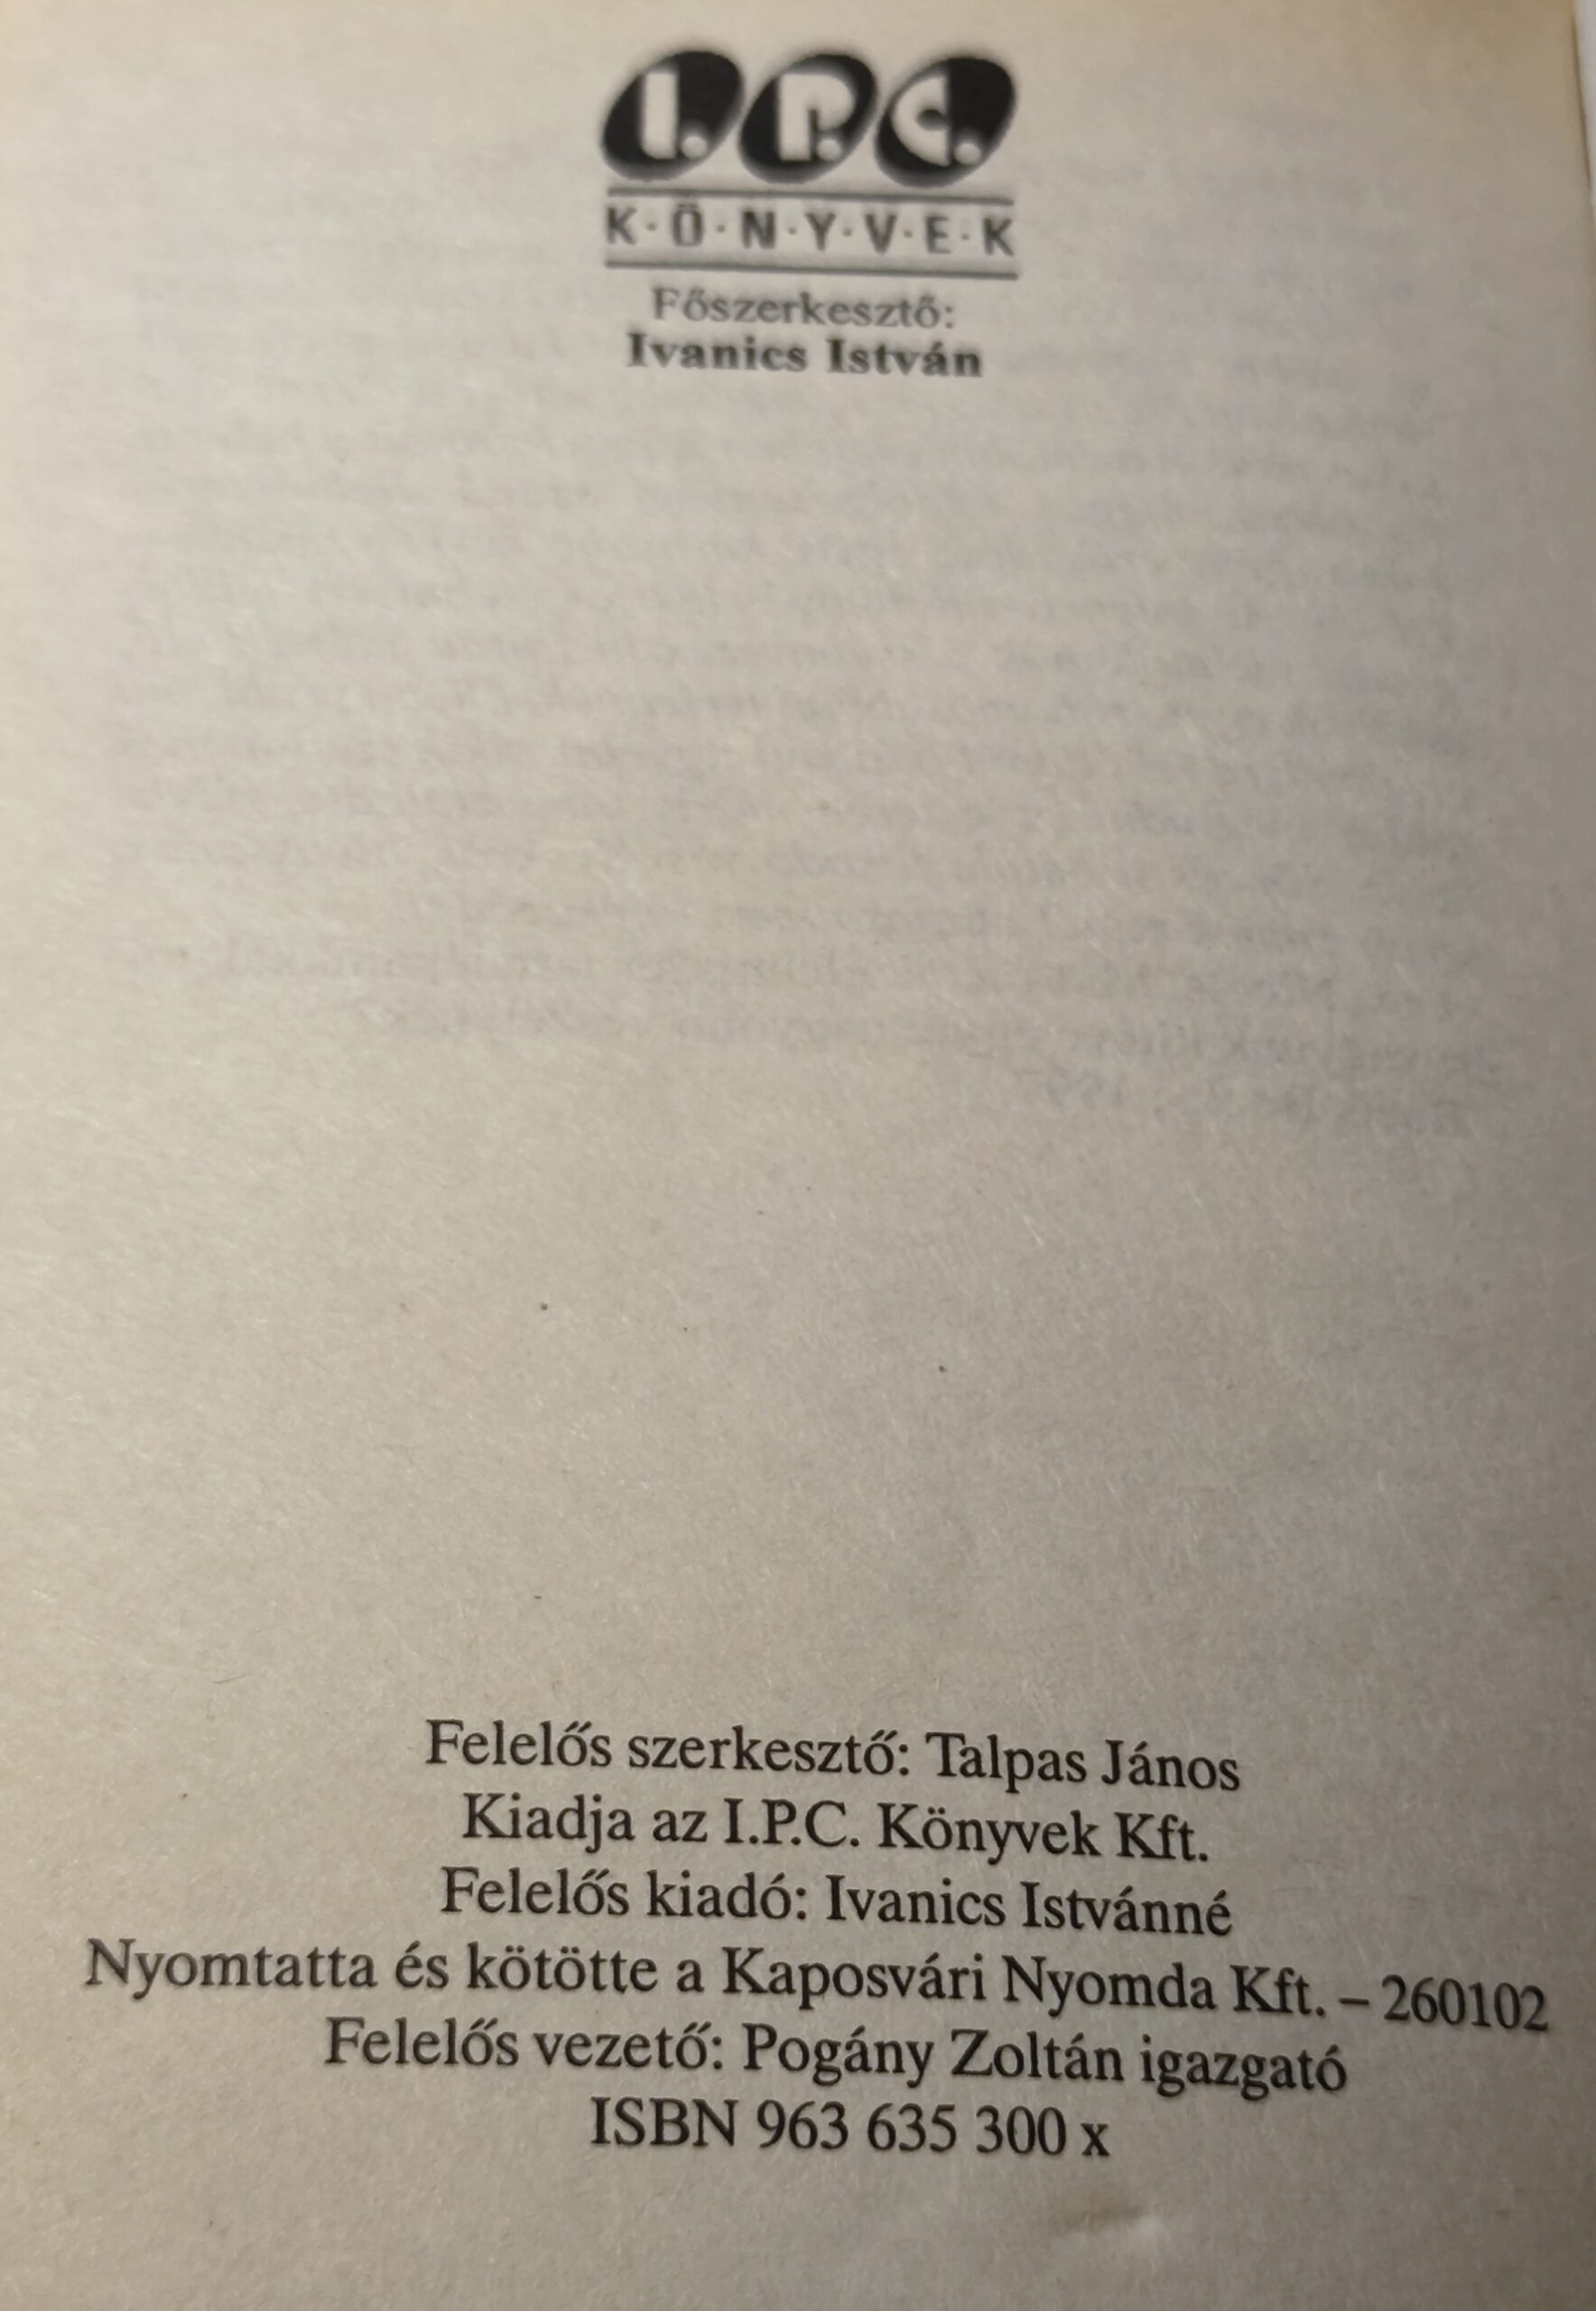 I.P.C.
K·Ö·N·Y·V·E·K
Főszerkesztő:
Ivanics István
Felelős szerkesztő: Talpas János
Kiadja az I.P.C. Könyvek Kft.
Felelős kiadó: Ivanics Istvánné
Nyomtatta és kötötte a Kaposvári Nyomda Kft. – 260102
Felelős vezető: Pogány Zoltán igazgató
ISBN 963 635 300 x